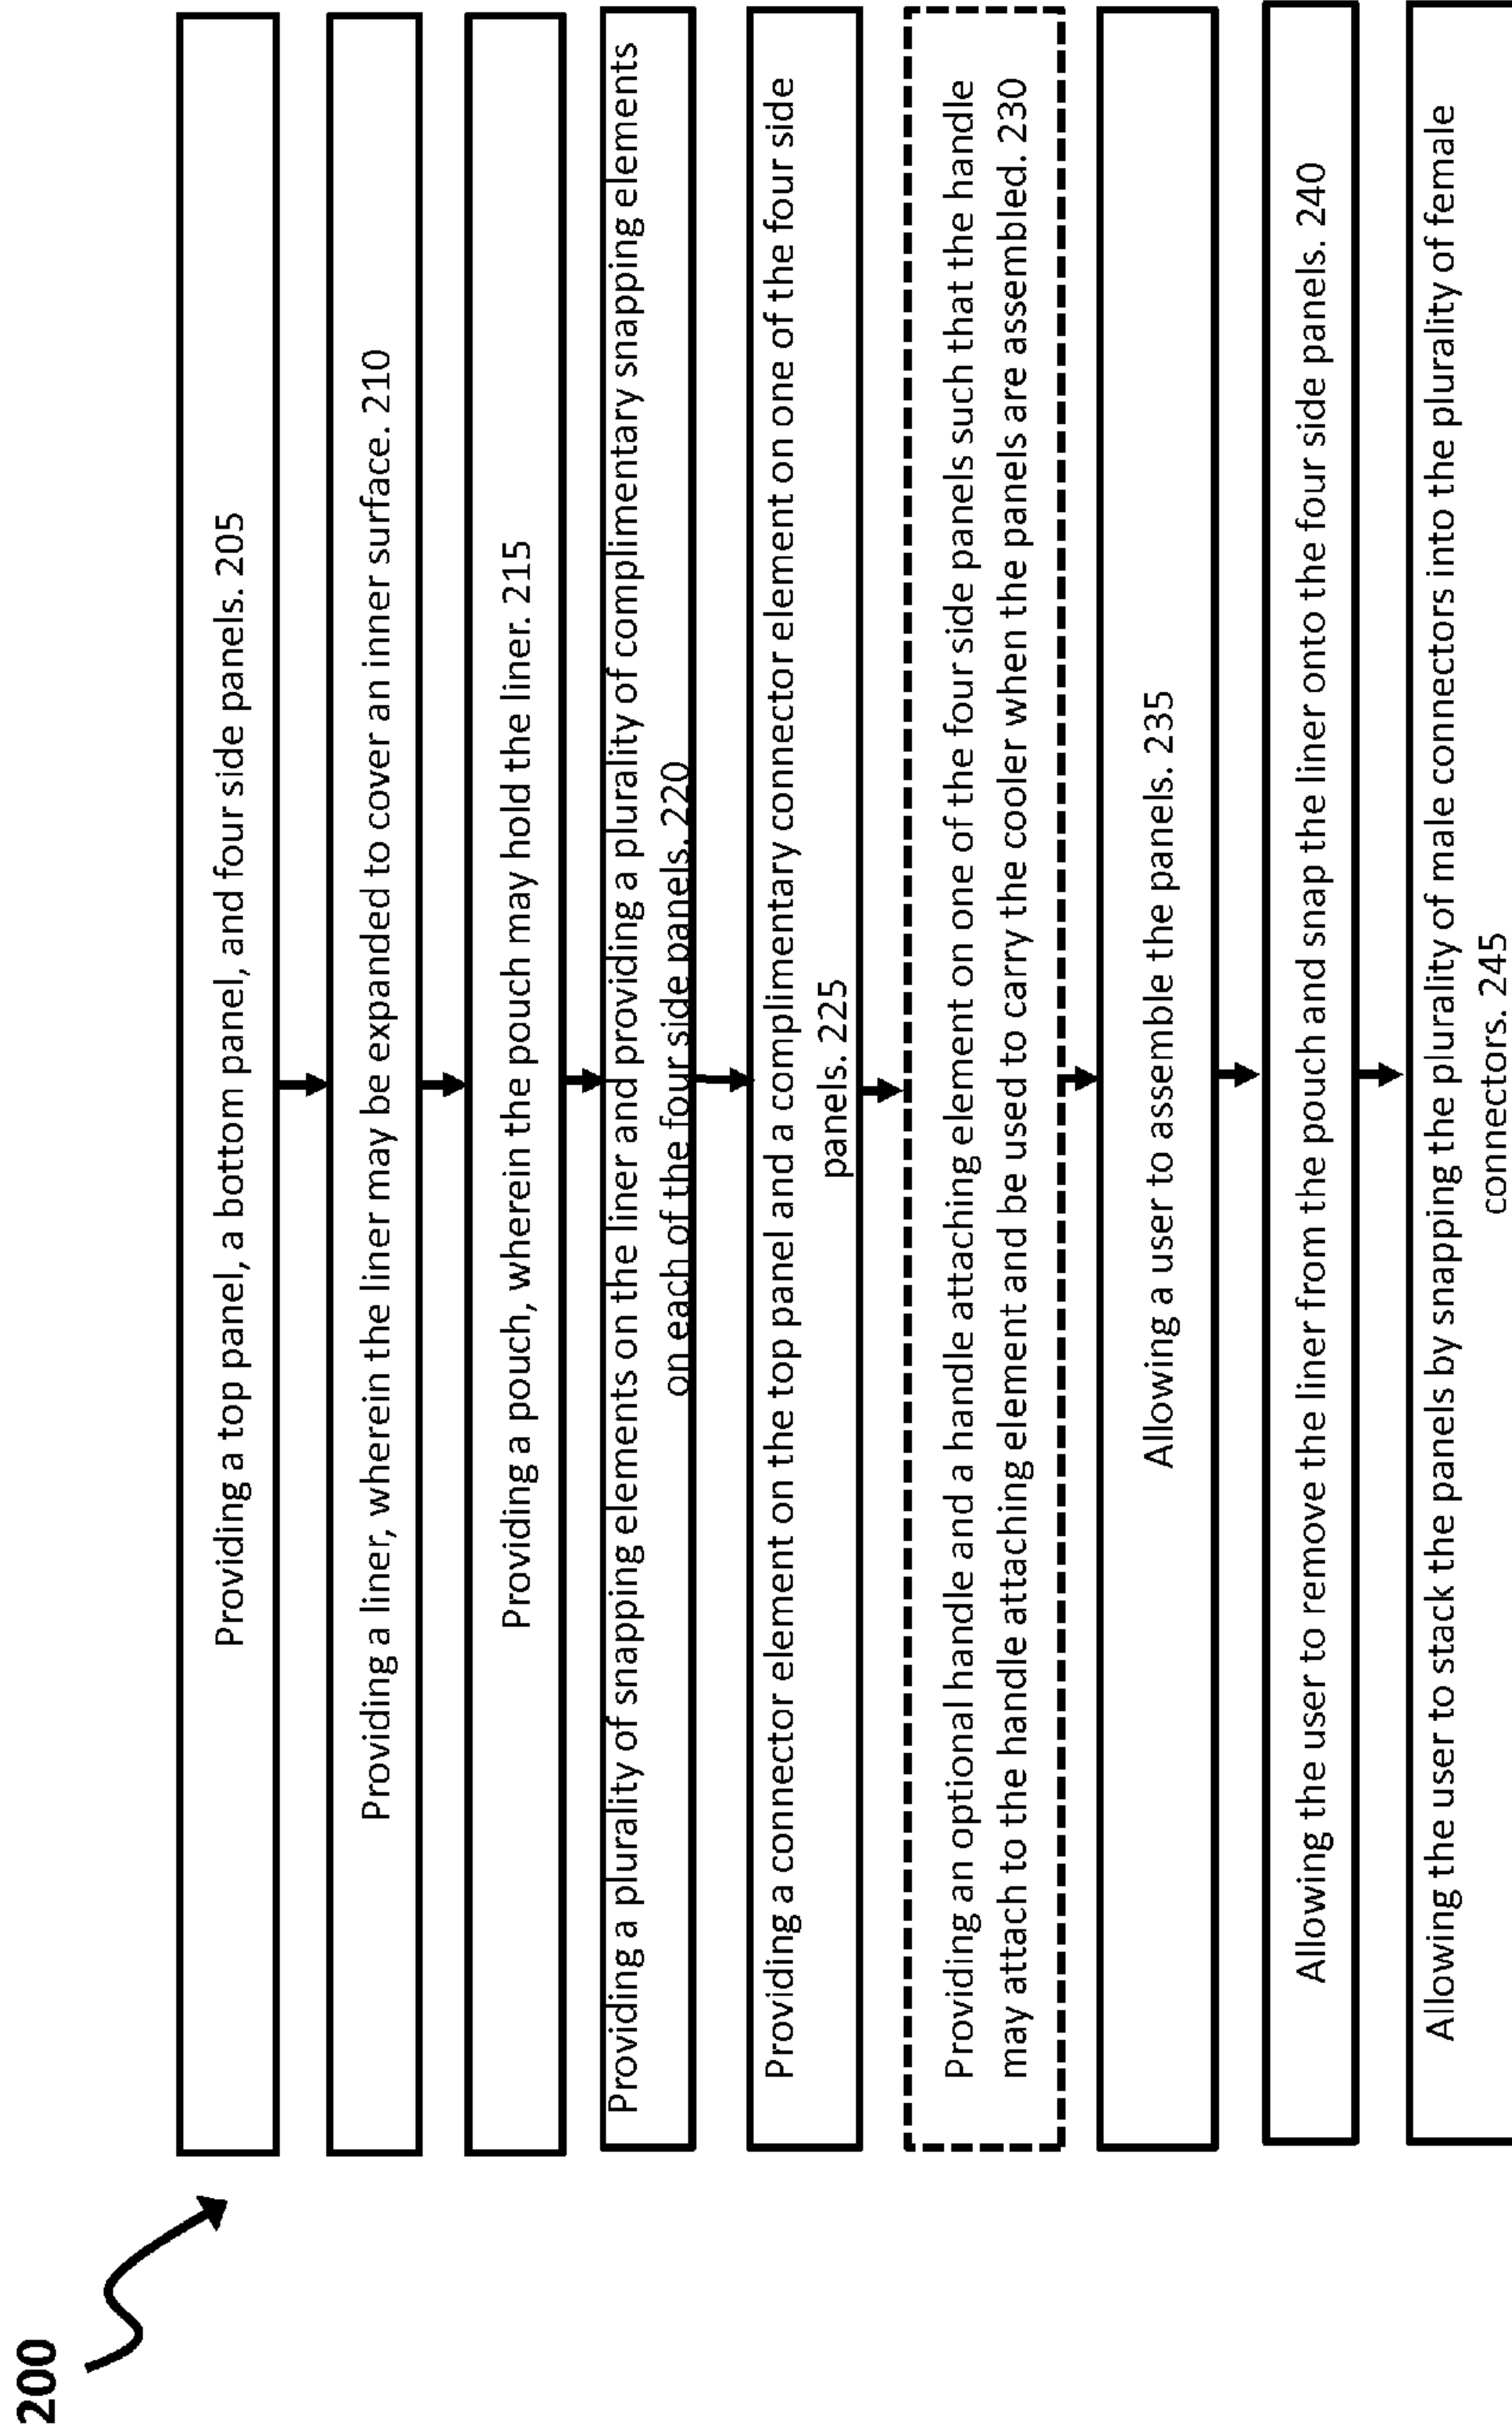 200
Providing a top panel, a bottom panel, and four side panels. 205
Providing a liner, wherein the liner may be expanded to cover an inner surface. 210
Providing a pouch, wherein the pouch may hold the liner. 215
Providing a plurality of snapping elements on the liner and providing a plurality of complimentary snapping elements
on each of the four side panels. 220
Providing a connector element on the top panel and a complimentary connector element on one of the four side
panels. 225
Providing an optional handle and a handle attaching element on one of the four side panels such that the handle
may attach to the handle attaching element and be used to carry the cooler when the panels are assembled. 230
Allowing a user to assemble the panels. 235
Allowing the user to remove the liner from the pouch and snap the liner onto the four side panels. 240
Allowing the user to stack the panels by snapping the plurality of male connectors into the plurality of female
connectors. 245